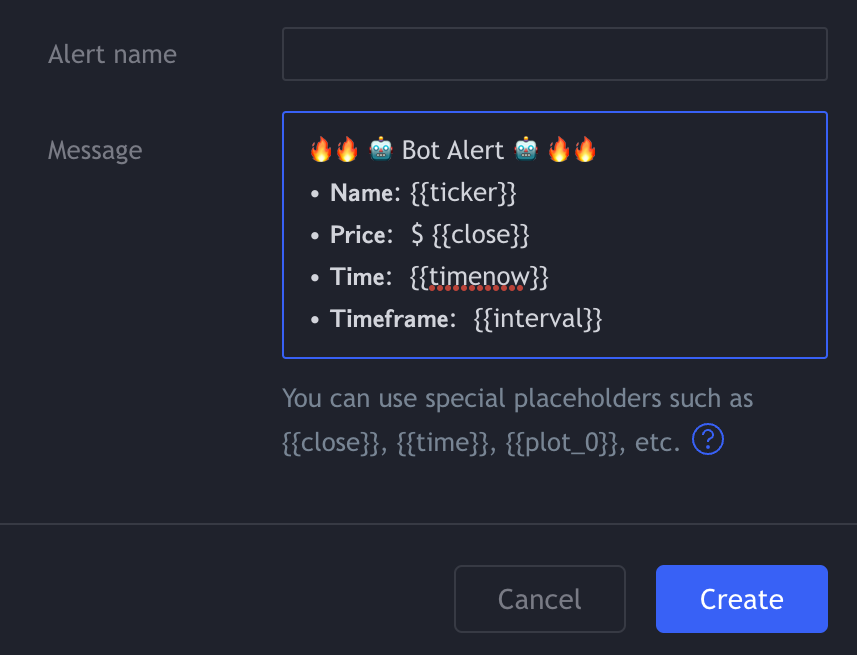 Alert name
Message
🔥🔥 🤖 Bot Alert 🤖 🔥🔥
• Name: {{ticker}}
• Price:  $ {{close}}
• Time:  {{timenow}}
• Timeframe:  {{interval}}
You can use special placeholders such as
{{close}}, {{time}}, {{plot_0}}, etc. ?
Cancel
Create